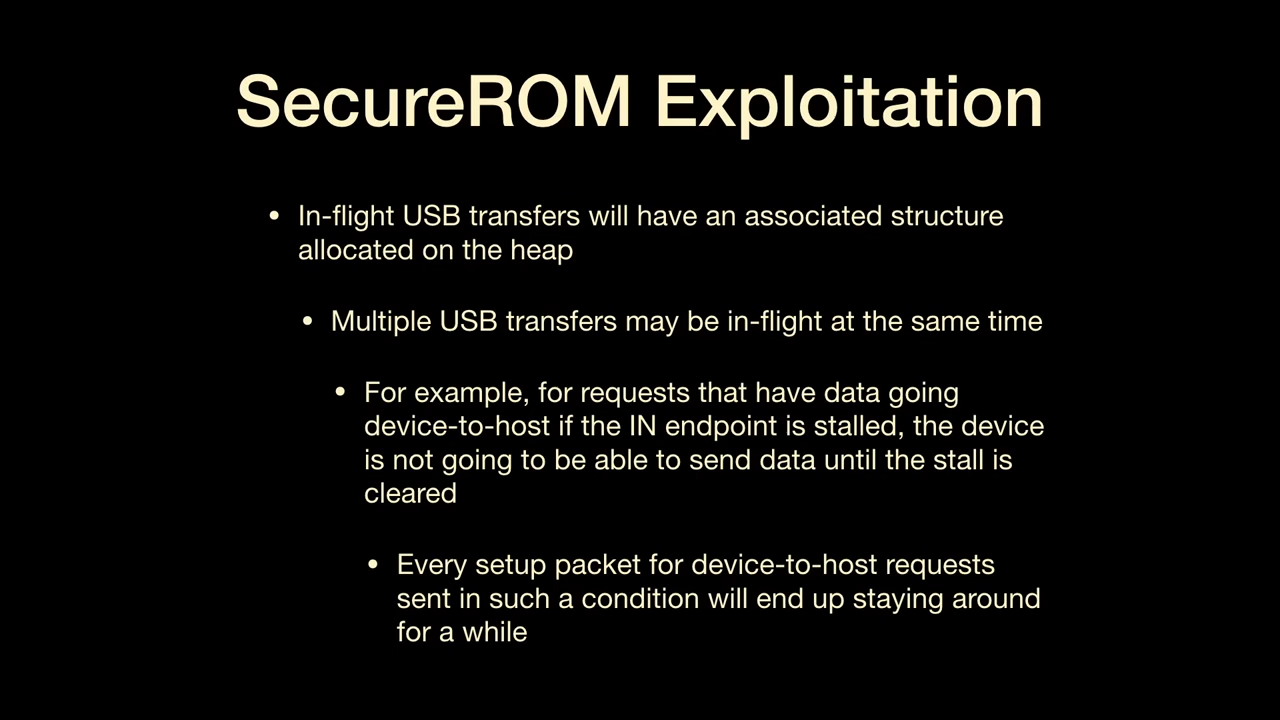 SecureROM Exploitation
• In-flight USB transfers will have an associated structure
allocated on the heap
• Multiple USB transfers may be in-flight at the same time
• For example, for requests that have data going
device-to-host if the IN endpoint is stalled, the device
is not going to be able to send data until the stall is
cleared
• Every setup packet for device-to-host requests
sent in such a condition will end up staying around
for a while